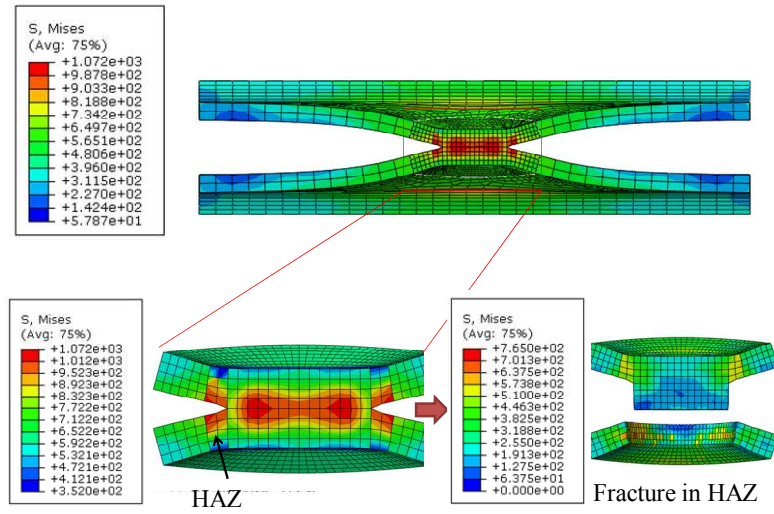 S, Mises
(Avg: 75%)
+1.072e+03
+9.878e+02
+9.033e+02
+8.188e+02
+7.342e+02
+6.497e+02
+5.651e+02
+4.806e+02
+3.960e+02
+3.115e+02
+2.270e+02
+1.424e+02
+5.787e+01
S, Mises
(Avg: 75%)
+1.072e+03
+1.012e+03
+9.523e+02
+8.923e+02
+8.323e+02
+7.722e+02
+7.122e+02
+6.522e+02
+5.922e+02
+5.321e+02
+4.721e+02
+4.121e+02
+3.520e+02
HAZ
S, Mises
(Avg: 75%)
+7.650e+02
+7.013e+02
+6.375e+02
+5.738e+02
+5.100e+02
+4.463e+02
+3.825e+02
+3.188e+02
+2.550e+02
+1.913e+02
+1.275e+02
+6.375e+01
+0.000e+00
Fracture in HAZ